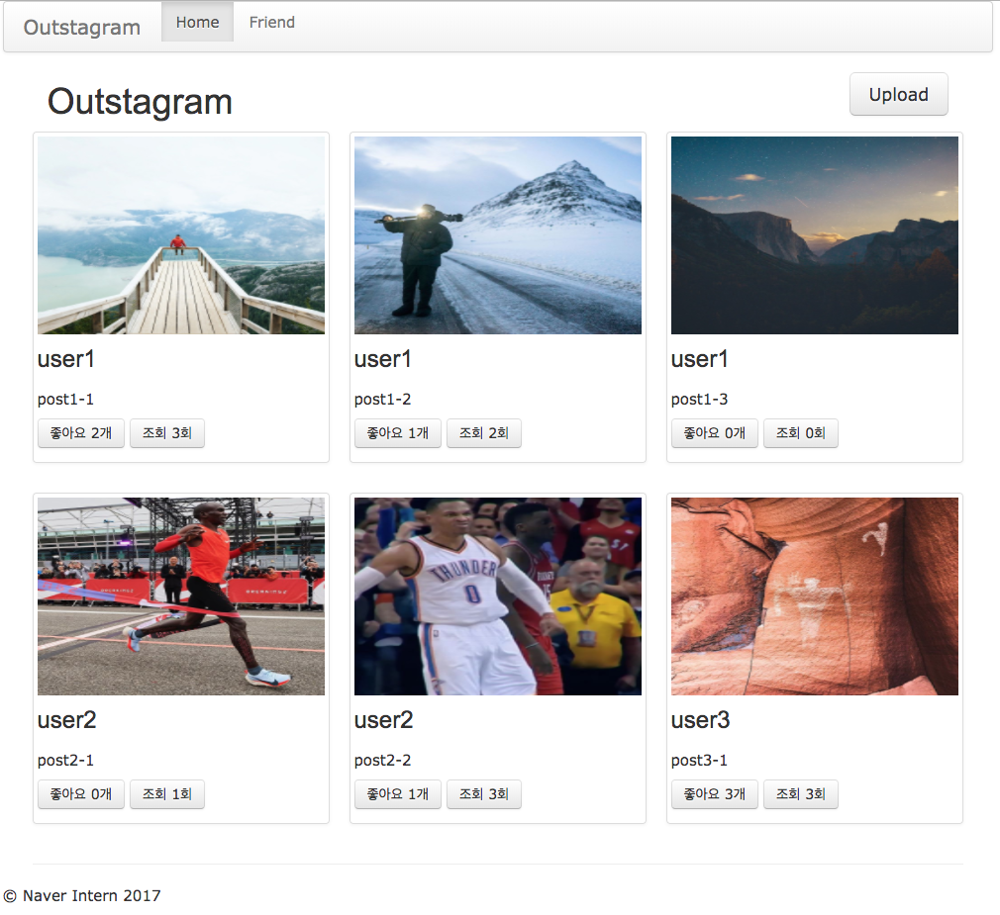 Outstagram Home Friend
Outstagram
Upload
user1
post1-1
좋아요 2개 조회 3회
user1
post1-2
좋아요 1개 조회 2회
user1
post1-3
좋아요 0개 조회 0회
user2
post2-1
좋아요 0개 조회 1회
THUNDER
0
user2
post2-2
좋아요 1개 조회 3회
user3
post3-1
좋아요 3개 조회 3회
© Naver Intern 2017